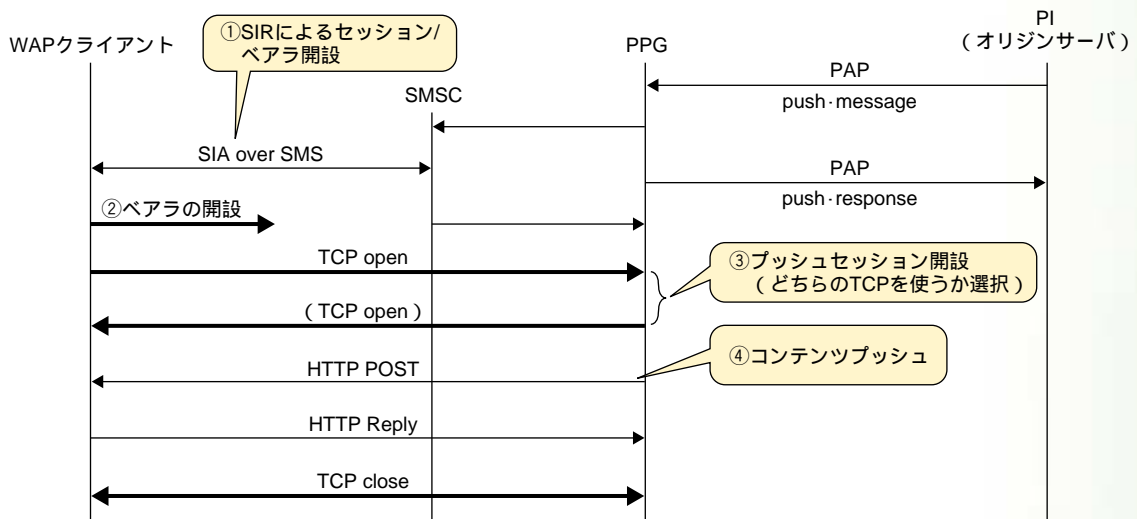 PI
WAPクライアント
①SIRによるセッション/
ベアラ開設
PPG
（オリジンサーバ）
PAP
SMSC
push·message
SIA over SMS
PAP
push·response
②ベアラの開設
TCP open
③プッシュセッション開設
（どちらのTCPを使うか選択）
（TCP open）
④コンテンツプッシュ
HTTP POST
HTTP Reply
TCP close